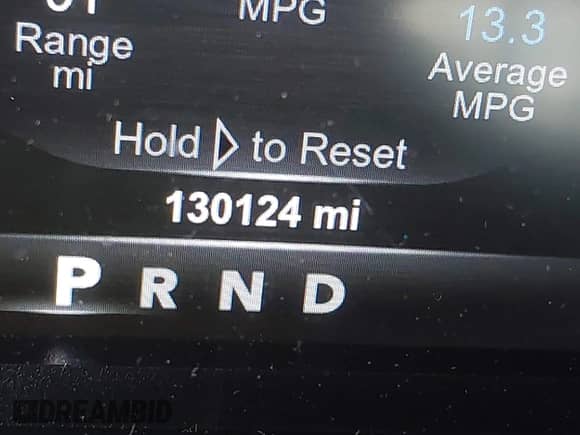 MPG
13.3
Range
mi
Average
MPG
Hold ▷ to Reset
130124 mi
P R N D
DREAMBID